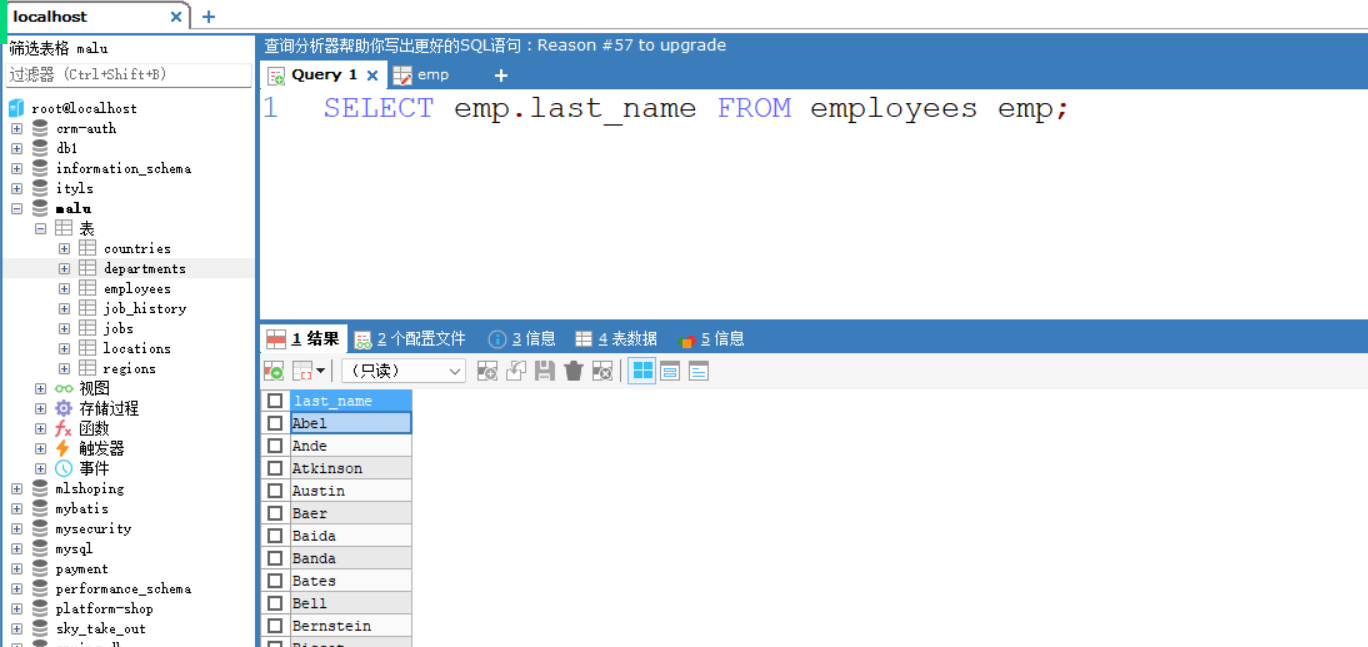 localhost
筛选表格 malu
过滤器 (Ctrl+Shift+B)
root@localhost
crm-auth
db1
information_schema
ityls
malu
表
countries
departments
employees
job_history
jobs
locations
regions
视图
存储过程
函数
触发器
事件
mlshoping
mybatis
mysecurity
mysql
payment
performance_schema
platform-shop
sky_take_out
查询分析器帮助你写出更好的SQL语句 : Reason #57 to upgrade
Query 1 emp
1 SELECT emp.last_name FROM employees emp;
1 结果 2 个配置文件 3 信息 4 表数据 5 信息
(只读)
last_name
Abel
Ande
Atkinson
Austin
Baer
Baida
Banda
Bates
Bell
Bernstein